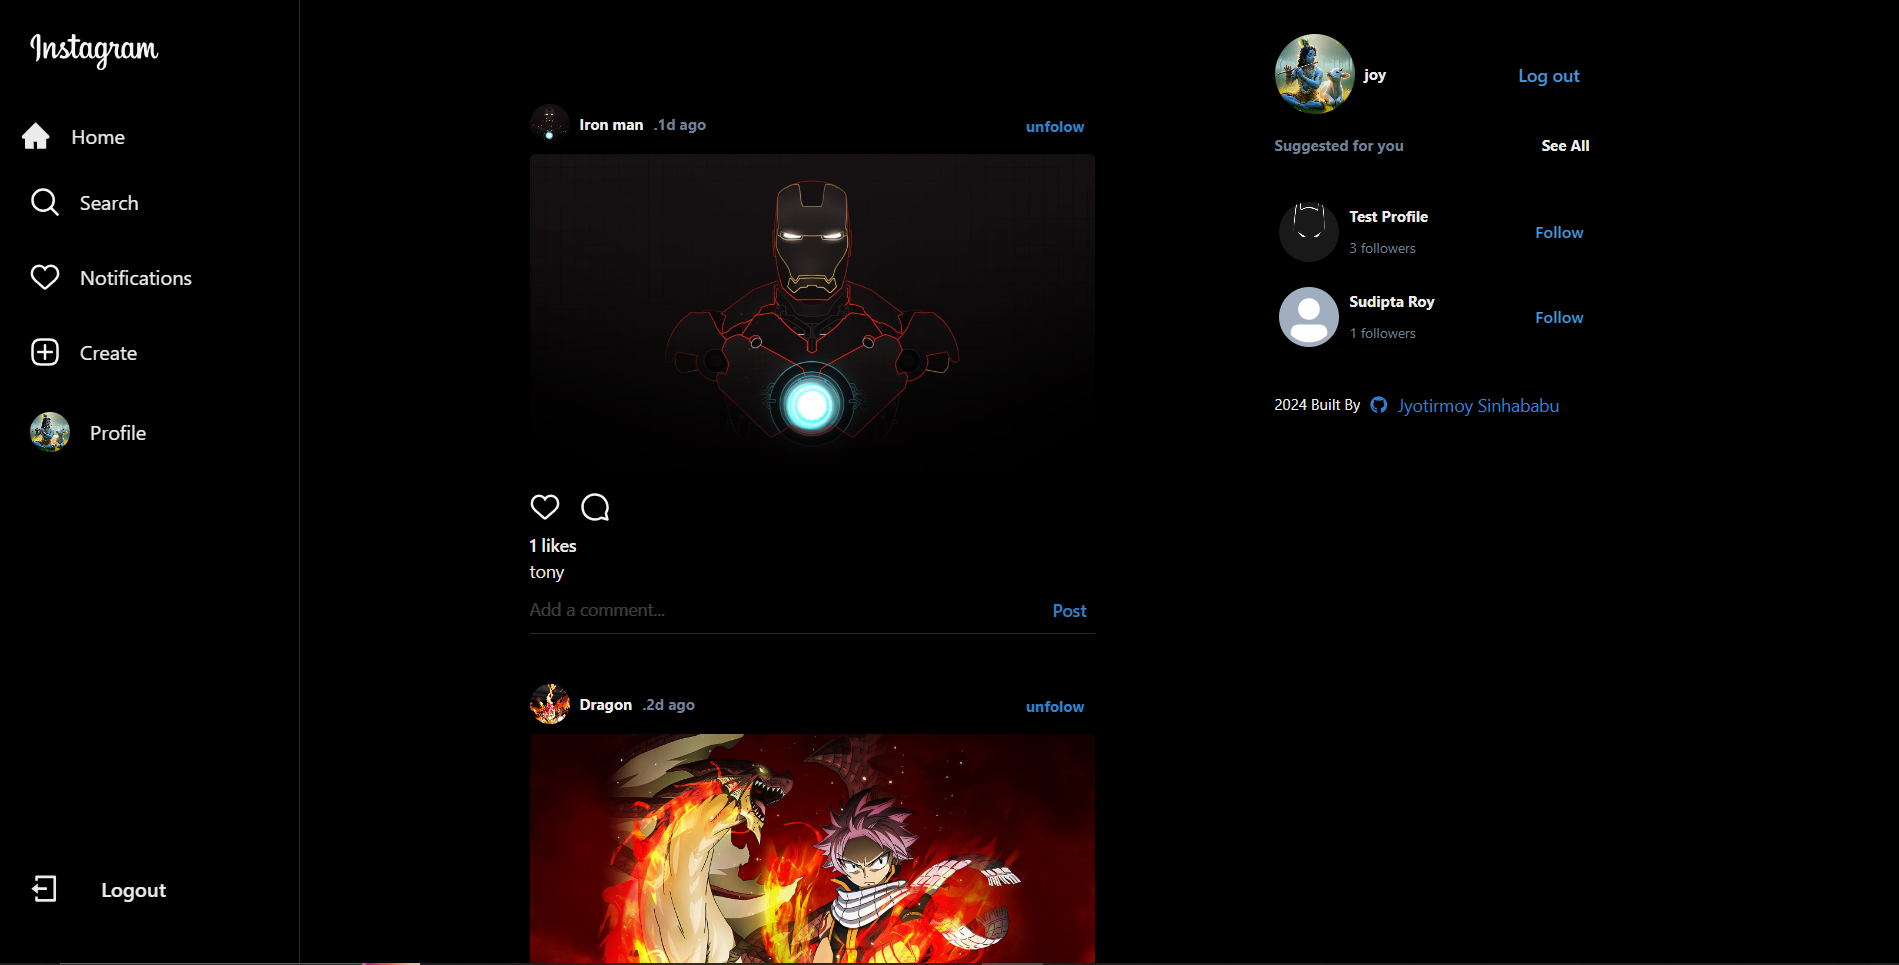 Instagram
Home
Search
Notifications
Create
Profile
Logout
Iron man .1d ago
unfolow
1 likes
tony
Add a comment...
Post
Dragon .2d ago
unfolow
joy
Log out
Suggested for you
See All
Test Profile
3 followers
Follow
Sudipta Roy
1 followers
Follow
2024 Built By Jyotirmoy Sinhababu